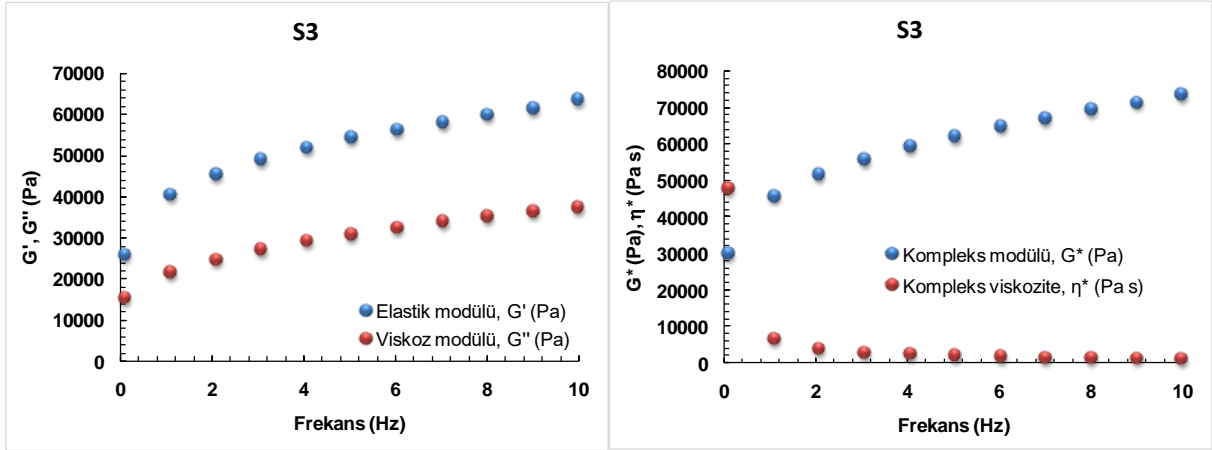 S3
70000
60000
50000
40000
30000
20000
10000
0
G', G'' (Pa)
Elastik modülü, G' (Pa)
Viskoz modülü, G'' (Pa)
0 2 4 6 8 10
Frekans (Hz)
S3
80000
70000
60000
50000
40000
30000
20000
10000
0
G* (Pa), η* (Pa s)
Kompleks modülü, G* (Pa)
Kompleks viskozite, η* (Pa s)
0 2 4 6 8 10
Frekans (Hz)